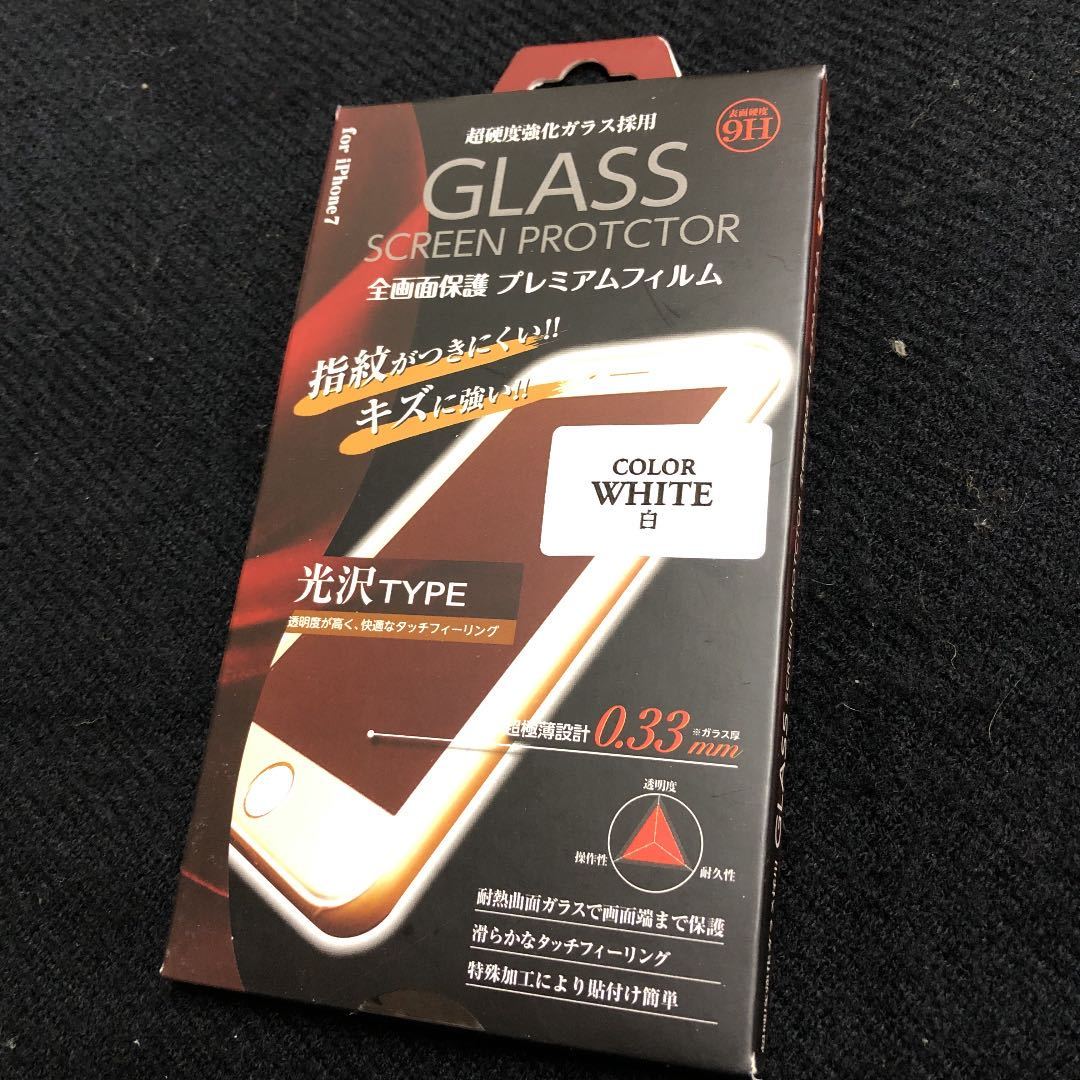 for iPhone7
超硬度強化ガラス採用
表面硬度
9H
GLASS
SCREEN PROTCTOR
全画面保護 プレミアムフィルム
指紋がつきにくい!!
キズに強い!!
COLOR
WHITE
白
光沢TYPE
透明度が高く、快適なタッチフィーリング
超極薄設計 0.33mm ※ガラス厚
透明度
操作性
耐久性
耐熱曲面ガラスで画面端まで保護
滑らかなタッチフィーリング
特殊加工により貼付け簡単
GLASS